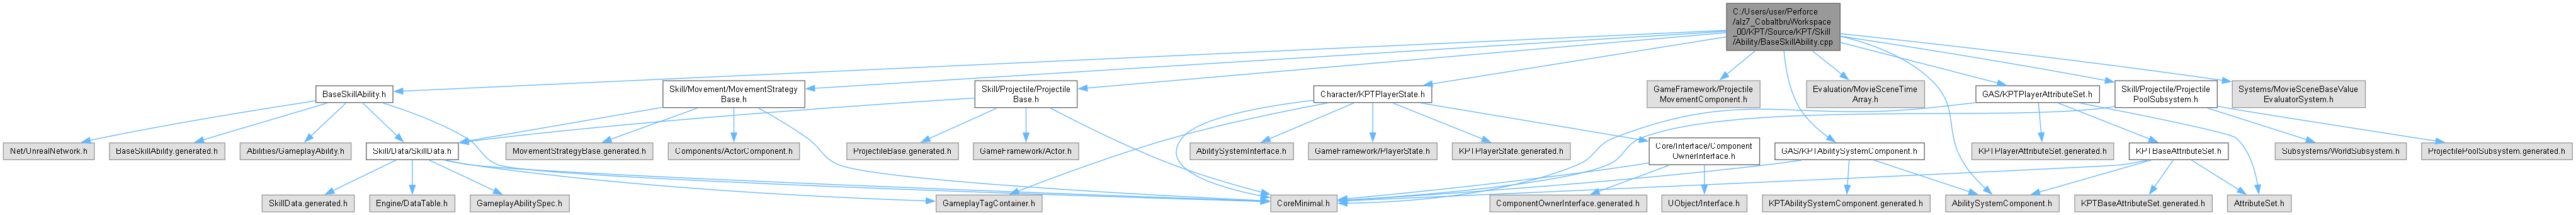 C:/Users/user/Perforce
/alz7_CobaltbruWorkspace
_00/KPT/Source/KPT/Skill
/Ability/BaseSkillAbility.cpp
BaseSkillAbility.h
Skill/Movement/MovementStrategy
Base.h
Skill/Projectile/Projectile
Base.h
Character/KPTPlayerState.h
GameFramework/Projectile
MovementComponent.h
Evaluation/MovieSceneTime
Array.h
GAS/KPTPlayerAttributeSet.h
Skill/Projectile/Projectile
PoolSubsystem.h
Systems/MovieSceneBaseValue
EvaluatorSystem.h
Net/UnrealNetwork.h
BaseSkillAbility.generated.h
Abilities/GameplayAbility.h
Skill/Data/SkillData.h
MovementStrategyBase.generated.h
Components/ActorComponent.h
ProjectileBase.generated.h
GameFramework/Actor.h
AbilitySystemInterface.h
GameFramework/PlayerState.h
KPTPlayerState.generated.h
Core/Interface/Component
OwnerInterface.h
GAS/KPTAbilitySystemComponent.h
KPTPlayerAttributeSet.generated.h
KPTBaseAttributeSet.h
Subsystems/WorldSubsystem.h
ProjectilePoolSubsystem.generated.h
SkillData.generated.h
Engine/DataTable.h
GameplayAbilitySpec.h
GameplayTagContainer.h
CoreMinimal.h
ComponentOwnerInterface.generated.h
UObject/Interface.h
KPTAbilitySystemComponent.generated.h
AbilitySystemComponent.h
KPTBaseAttributeSet.generated.h
AttributeSet.h